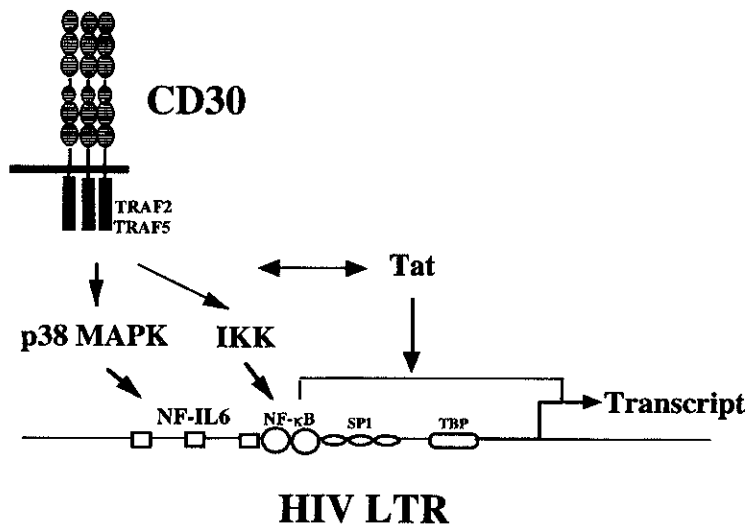 CD30
TRAF2
TRAF5
Tat
p38 MAPK IKK
Transcript
NF-IL6 NF-κB SP1 TBP
HIV LTR